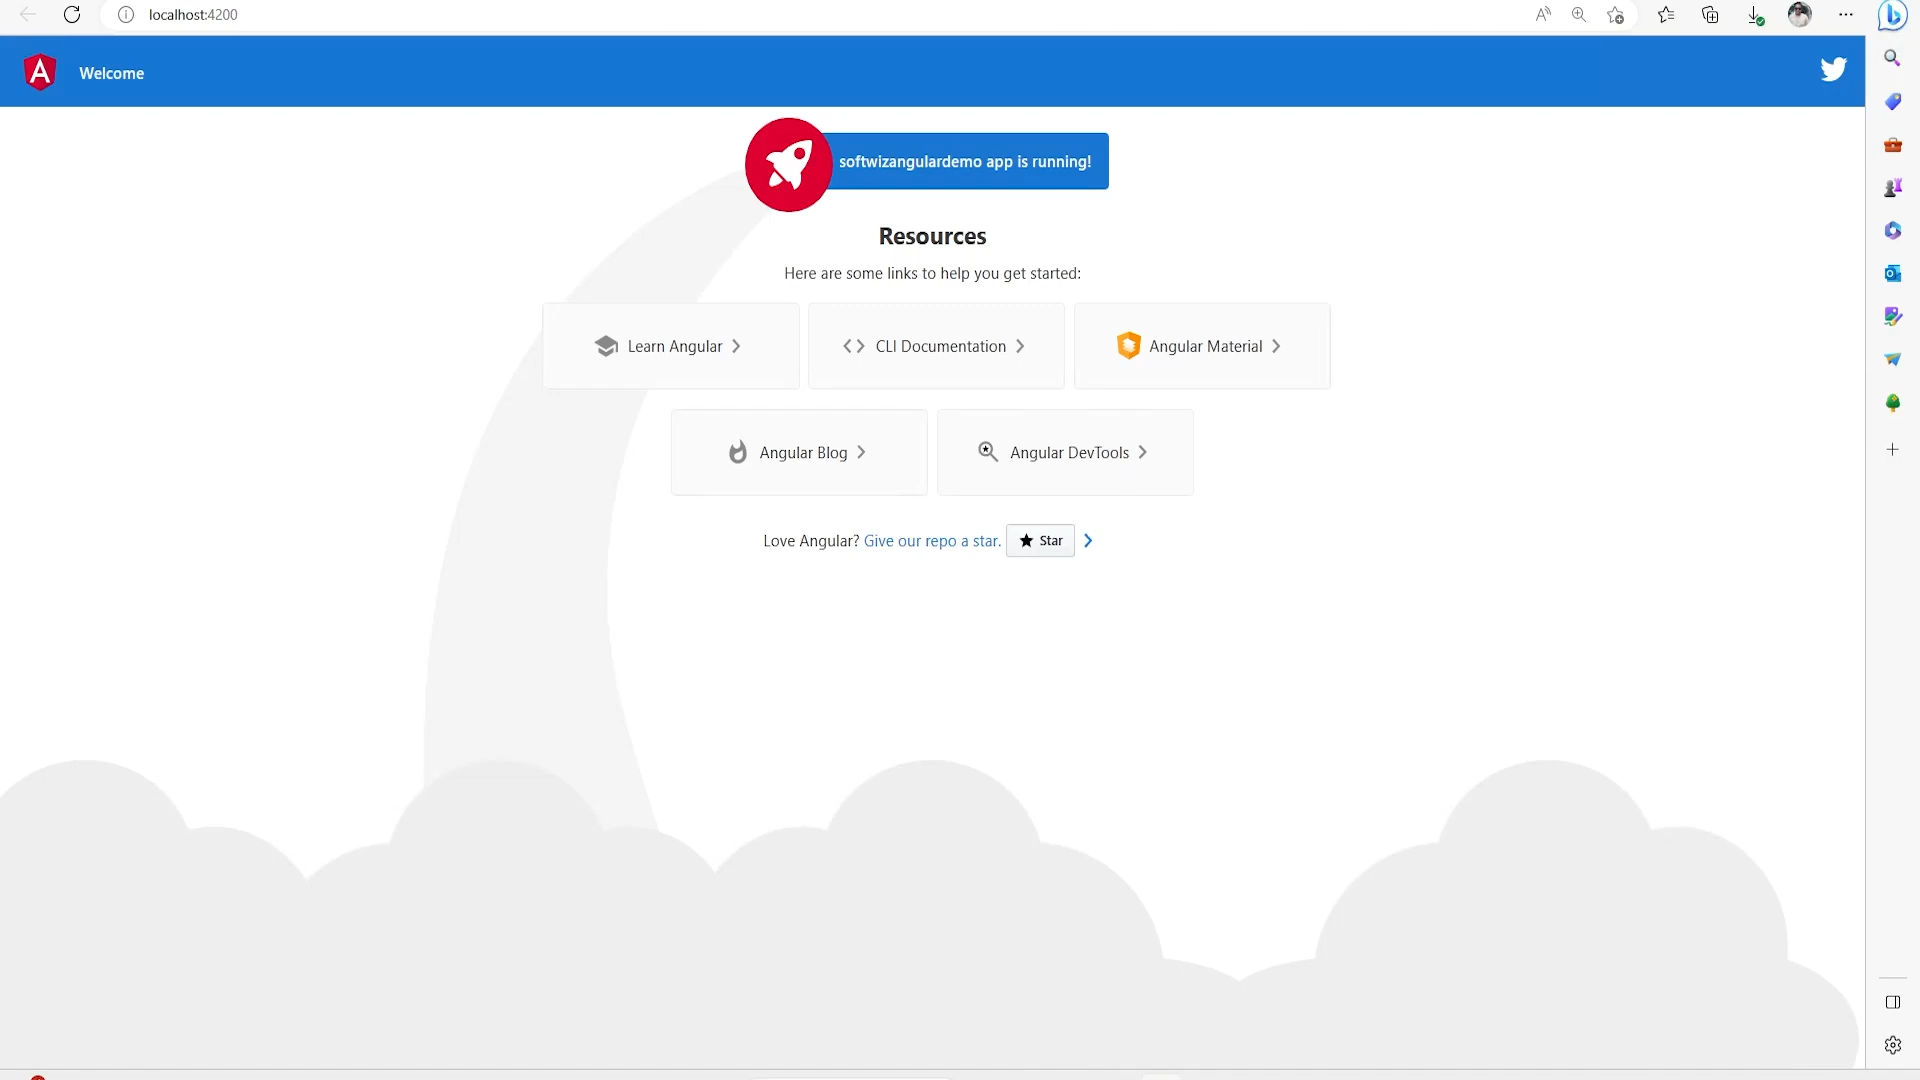 localhost:4200
Welcome
softwizangulardemo app is running!
Resources
Here are some links to help you get started:
Learn Angular
CLI Documentation
Angular Material
Angular Blog
Angular DevTools
Love Angular? Give our repo a star. Star